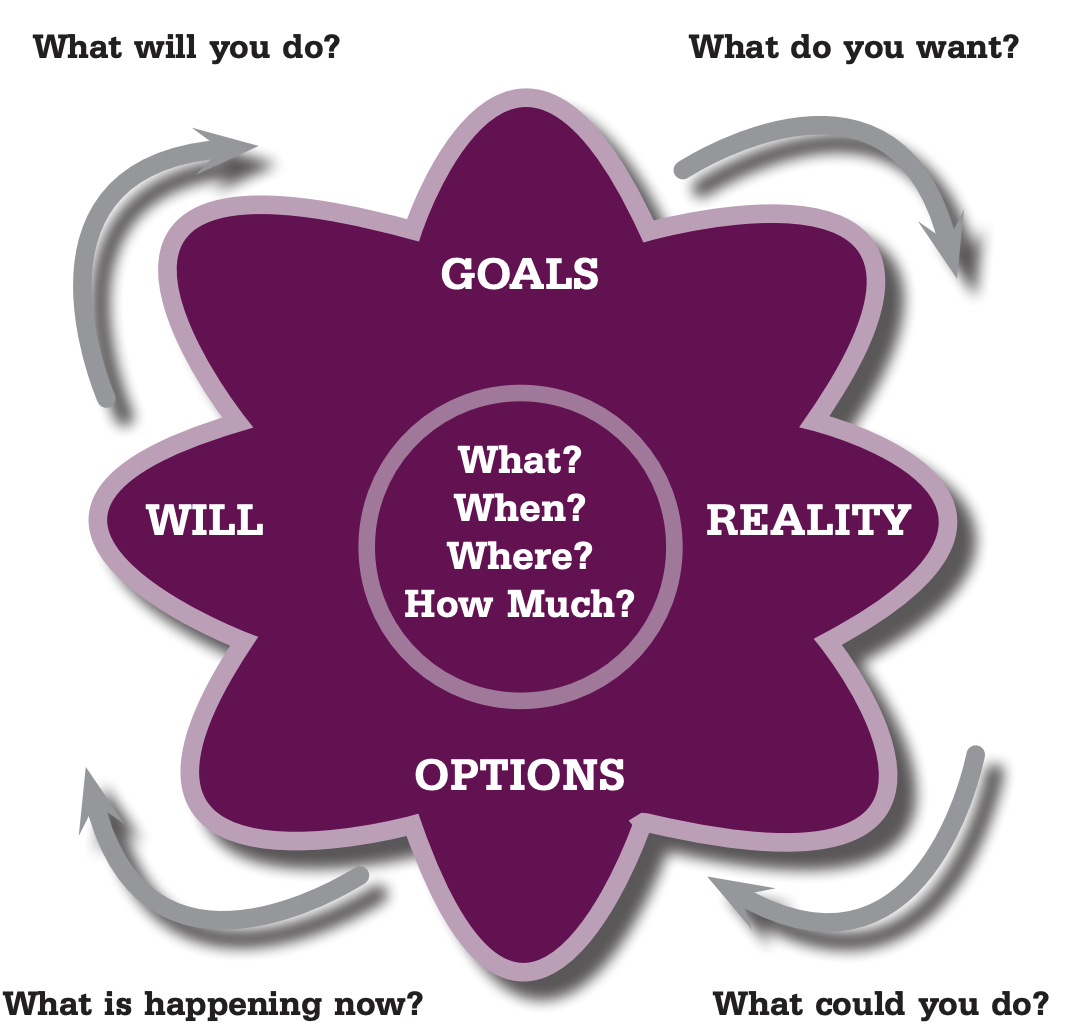 What will you do?
What do you want?
GOALS
What?
When?
Where?
How Much?
WILL
REALITY
OPTIONS
What is happening now?
What could you do?